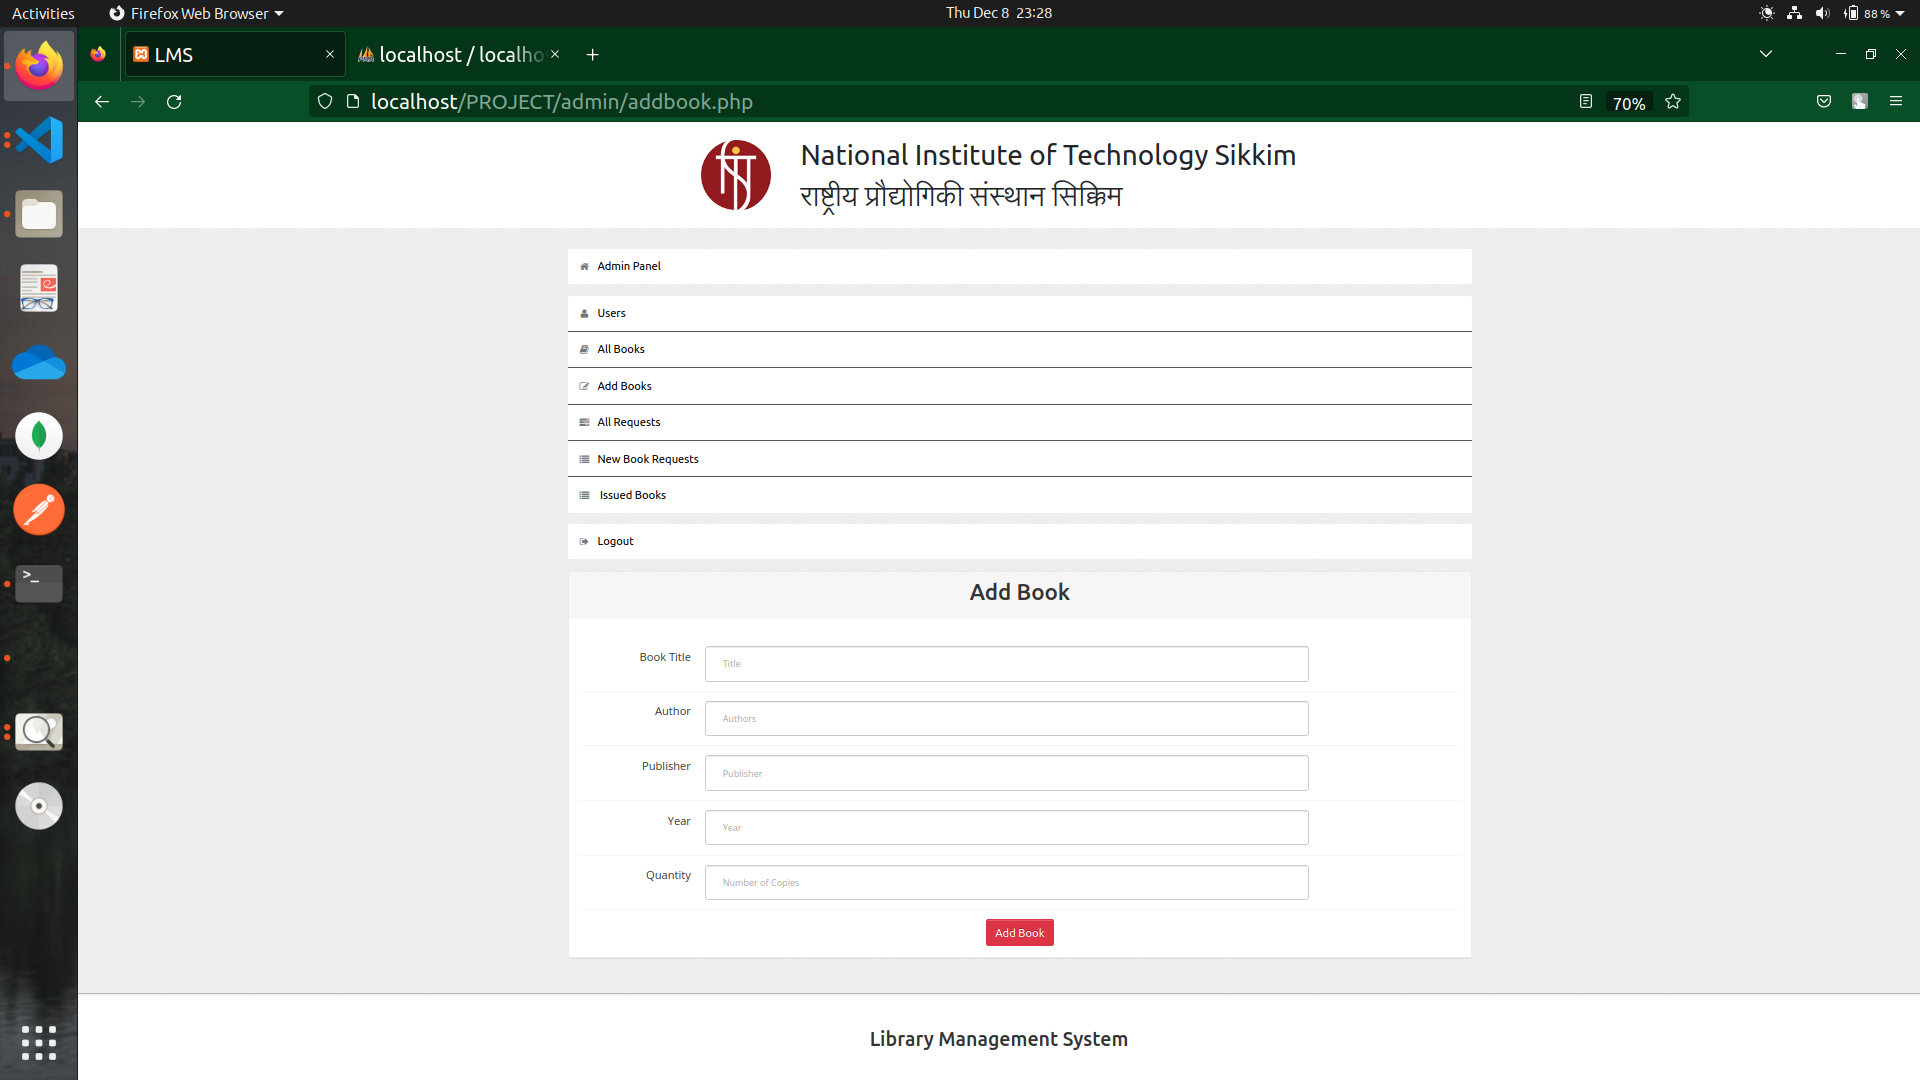 Activities
Firefox Web Browser
Thu Dec 8 23:28
88 %
LMS
localhost / localho
localhost/PROJECT/admin/addbook.php
70%
National Institute of Technology Sikkim
राष्ट्रीय प्रौद्योगिकी संस्थान सिक्किम
Admin Panel
Users
All Books
Add Books
All Requests
New Book Requests
Issued Books
Logout
Add Book
Book Title
Title
Author
Authors
Publisher
Publisher
Year
Year
Quantity
Number of Copies
Add Book
Library Management System